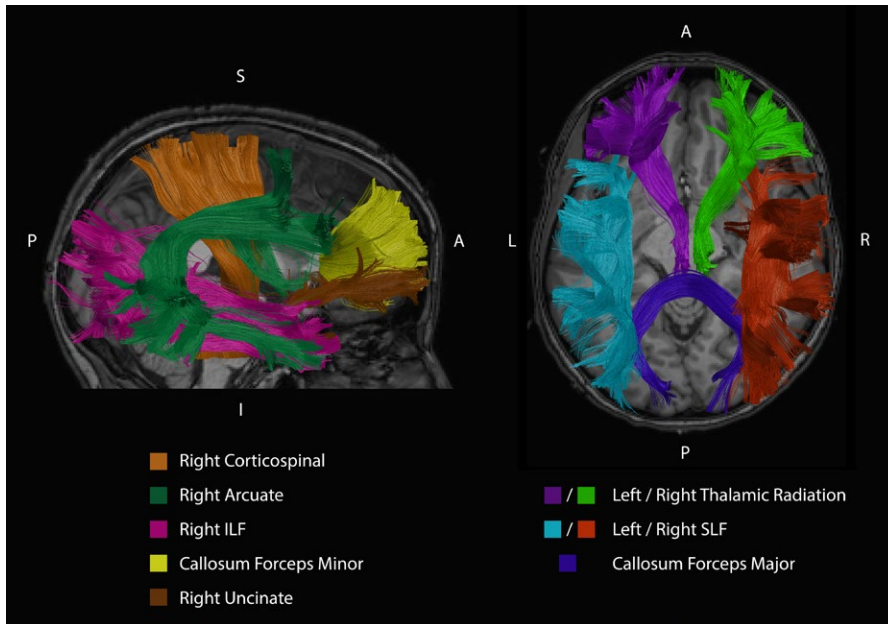 S
P
A
I
Right Corticospinal
Right Arcuate
Right ILF
Callosum Forceps Minor
Right Uncinate
A
L
R
P
/ Left / Right Thalamic Radiation
/ Left / Right SLF
Callosum Forceps Major